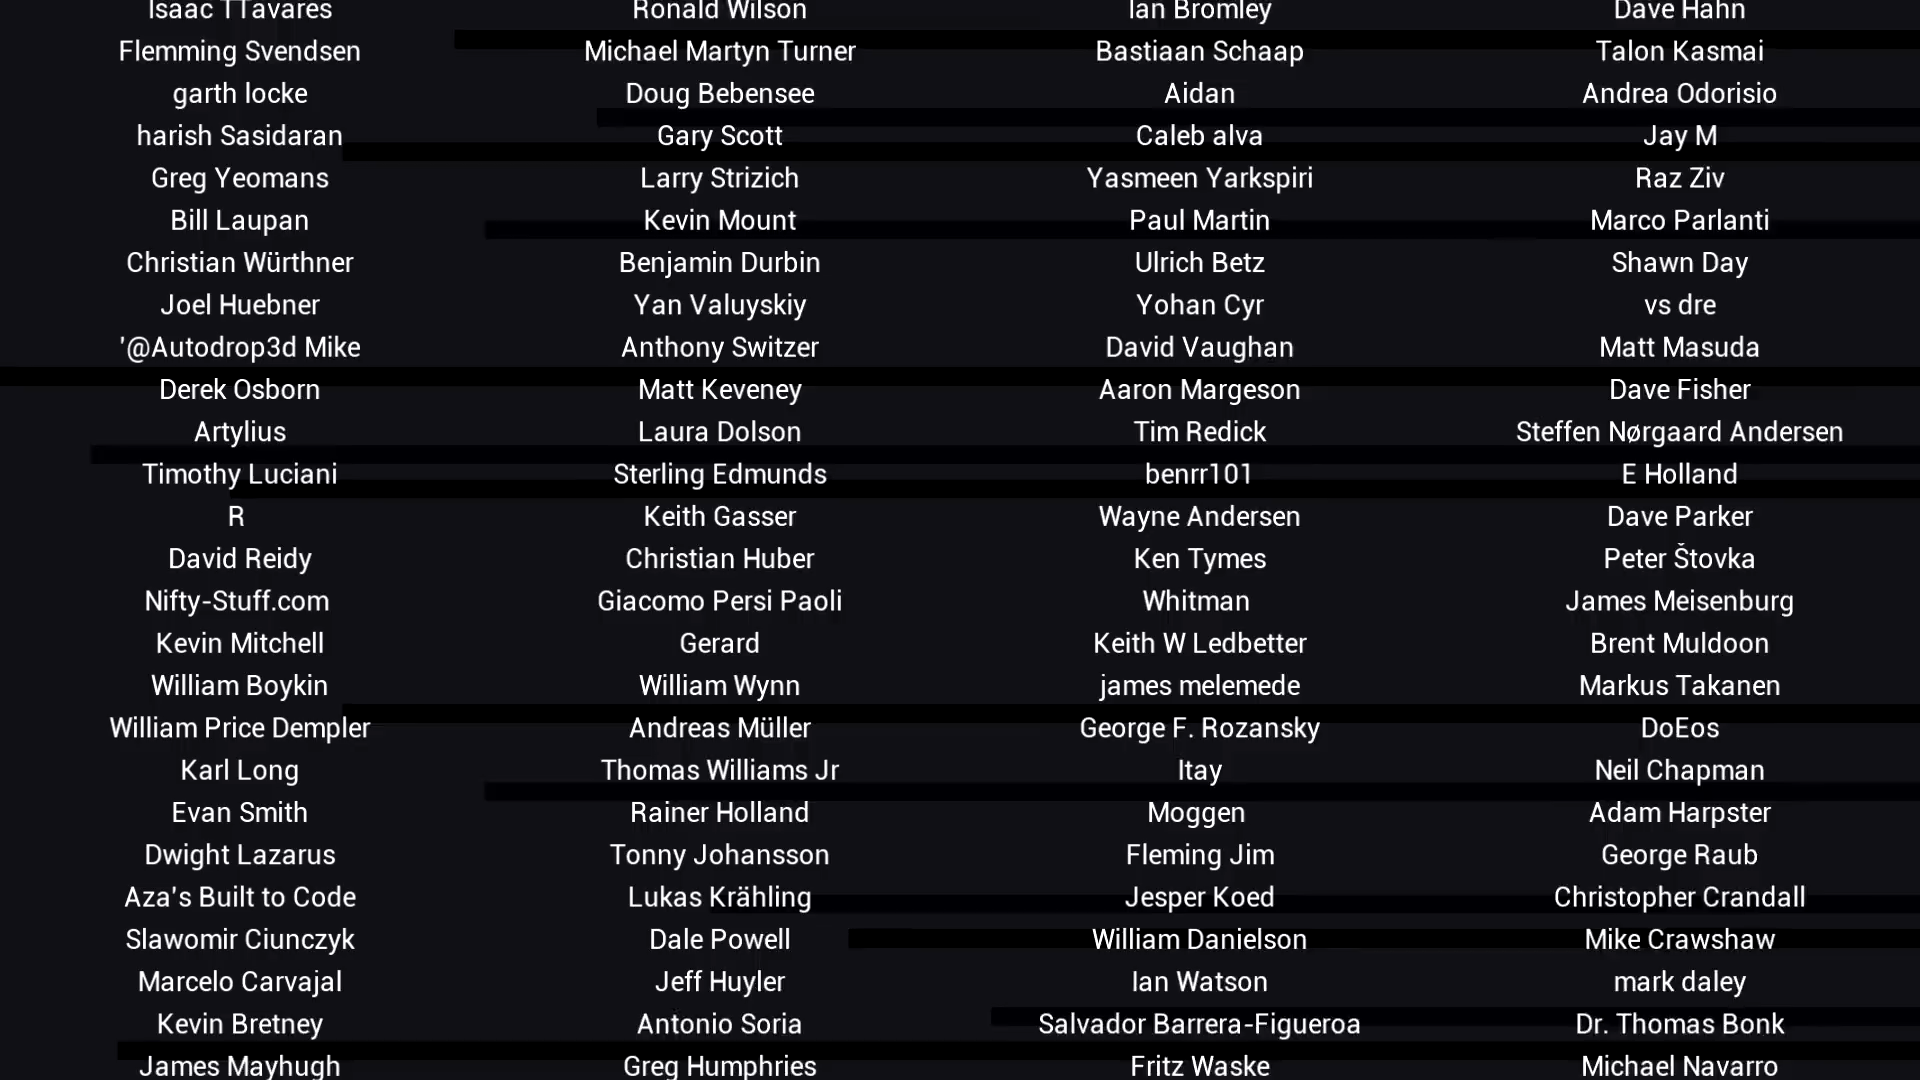 Isaac TTavares Ronald Wilson Ian Bromley Dave Hahn
Flemming Svendsen Michael Martyn Turner Bastiaan Schaap Talon Kasmai
garth locke Doug Bebensee Aidan Andrea Odorisio
harish Sasidaran Gary Scott Caleb alva Jay M
Greg Yeomans Larry Strizich Yasmeen Yarkspiri Raz Ziv
Bill Laupan Kevin Mount Paul Martin Marco Parlanti
Christian Würthner Benjamin Durbin Ulrich Betz Shawn Day
Joel Huebner Yan Valuyskiy Yohan Cyr vs dre
'@Autodrop3d Mike Anthony Switzer David Vaughan Matt Masuda
Derek Osborn Matt Keveney Aaron Margeson Dave Fisher
Artylius Laura Dolson Tim Redick Steffen Nørgaard Andersen
Timothy Luciani Sterling Edmunds benrr101 E Holland
R Keith Gasser Wayne Andersen Dave Parker
David Reidy Christian Huber Ken Tymes Peter Štovka
Nifty-Stuff.com Giacomo Persi Paoli Whitman James Meisenburg
Kevin Mitchell Gerard Keith W Ledbetter Brent Muldoon
William Boykin William Wynn james melemede Markus Takanen
William Price Dempler Andreas Müller George F. Rozansky DoEos
Karl Long Thomas Williams Jr Itay Neil Chapman
Evan Smith Rainer Holland Moggen Adam Harpster
Dwight Lazarus Tonny Johansson Fleming Jim George Raub
Aza's Built to Code Lukas Krähling Jesper Koed Christopher Crandall
Slawomir Ciunczyk Dale Powell William Danielson Mike Crawshaw
Marcelo Carvajal Jeff Huyler Ian Watson mark daley
Kevin Bretney Antonio Soria Salvador Barrera-Figueroa Dr. Thomas Bonk
James Mayhugh Greg Humphries Fritz Waske Michael Navarro